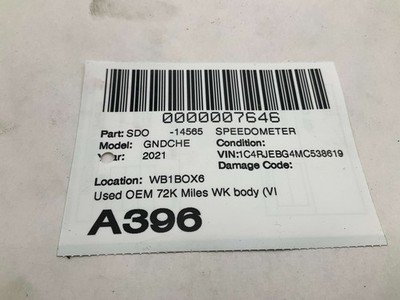 0000007646
Part: SDO -14565 SPEEDOMETER
Model: GNDCHE Condition:
Year: 2021 VIN:1C4RJEBG4MC538619
Damage Code:
Location: WB1BOX6
Used OEM 72K Miles WK body (VI
A396